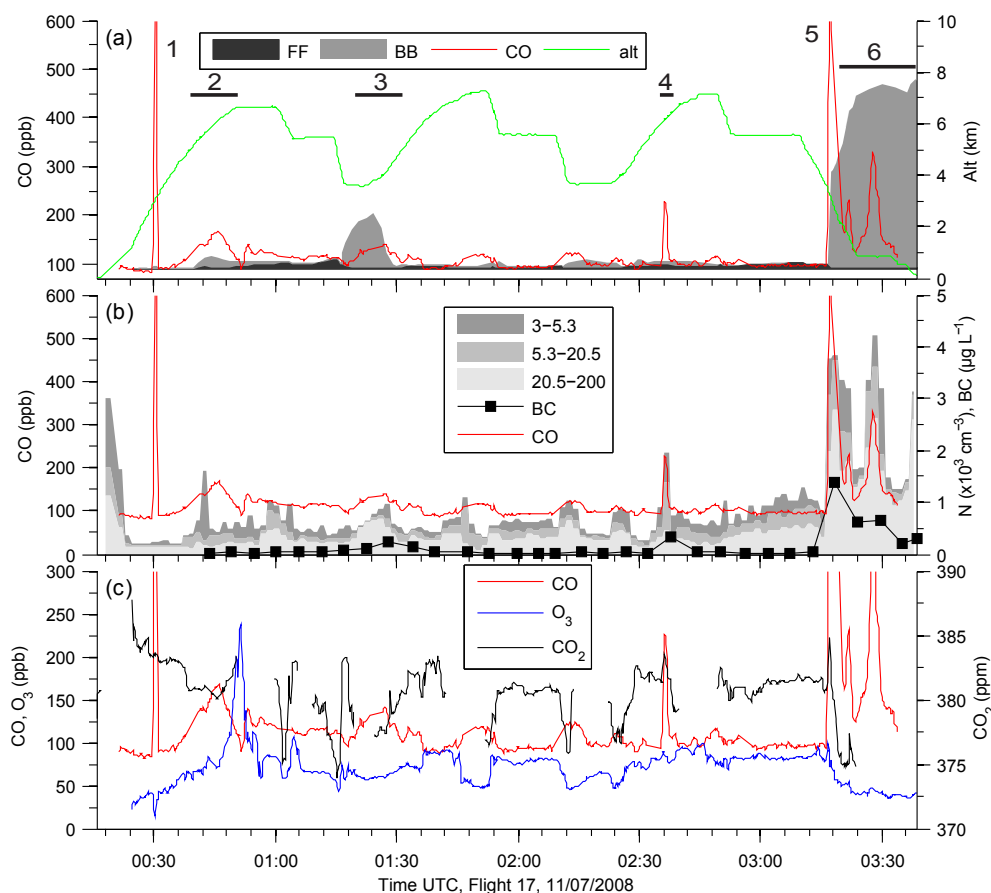 600
500
400
300
200
100
CO (ppb)
(a)
1
2
3
4
5
6
FF BB CO alt
10
8
6
4
2
0
Alt (km)
600
500
400
300
200
100
0
CO (ppb)
(b)
3−5.3
5.3−20.5
20.5−200
BC
CO
5
4
3
2
1
0
N (x10³ cm⁻³), BC (µg L⁻¹)
300
250
200
150
100
50
0
CO, O₃ (ppb)
(c)
CO
O₃
CO₂
390
385
380
375
370
CO₂ (ppm)
00:30 01:00 01:30 02:00 02:30 03:00 03:30
Time UTC, Flight 17, 11/07/2008